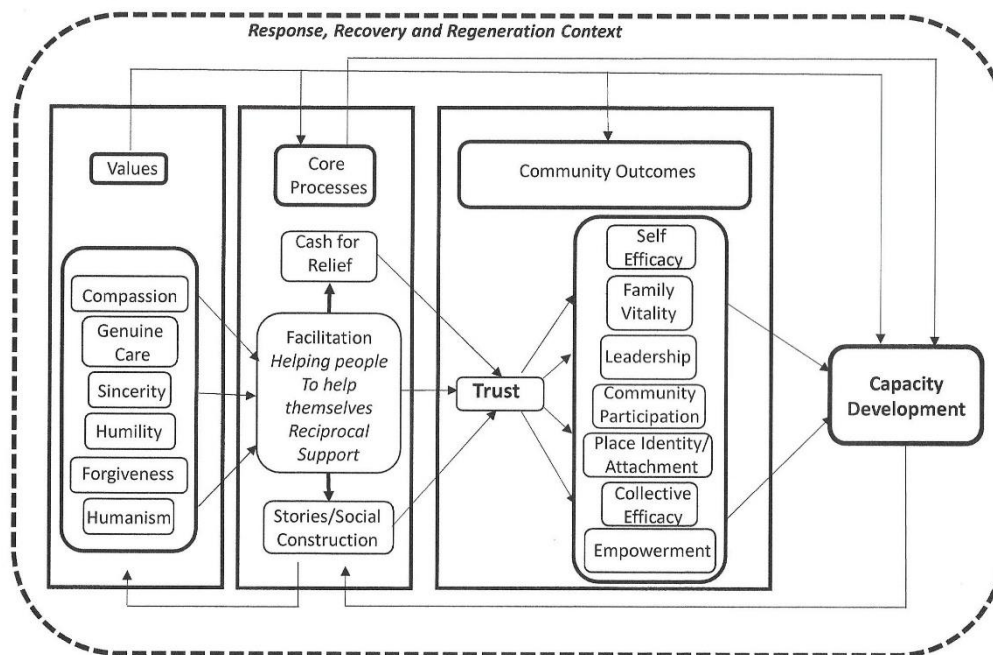 Response, Recovery and Regeneration Context
Values
Compassion
Genuine
Care
Sincerity
Humility
Forgiveness
Humanism
Core
Processes
Cash for
Relief
Facilitation
Helping people
To help
themselves
Reciprocal
Support
Stories/Social
Construction
Community Outcomes
Trust
Self
Efficacy
Family
Vitality
Leadership
Community
Participation
Place Identity/
Attachment
Collective
Efficacy
Empowerment
Capacity
Development